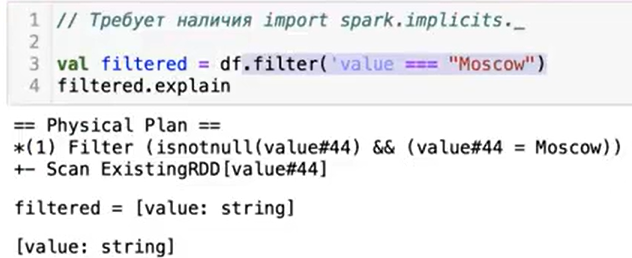 1 // Требует наличия import spark.implicits._
2
3 val filtered = df.filter('value === "Moscow")
4 filtered.explain
== Physical Plan ==
*(1) Filter (isnotnull(value#44) && (value#44 = Moscow))
+- Scan ExistingRDD[value#44]
filtered = [value: string]
[value: string]